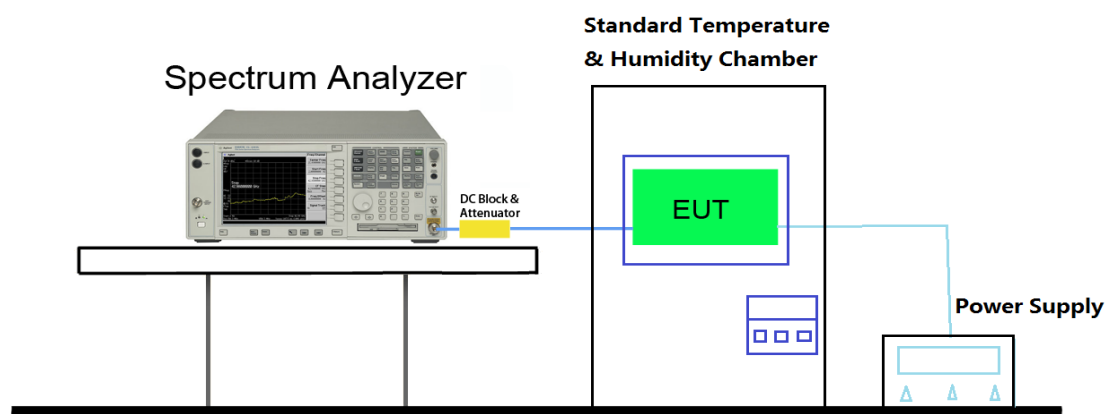 Standard Temperature
& Humidity Chamber
Spectrum Analyzer
DC Block &
Attenuator
EUT
Power Supply